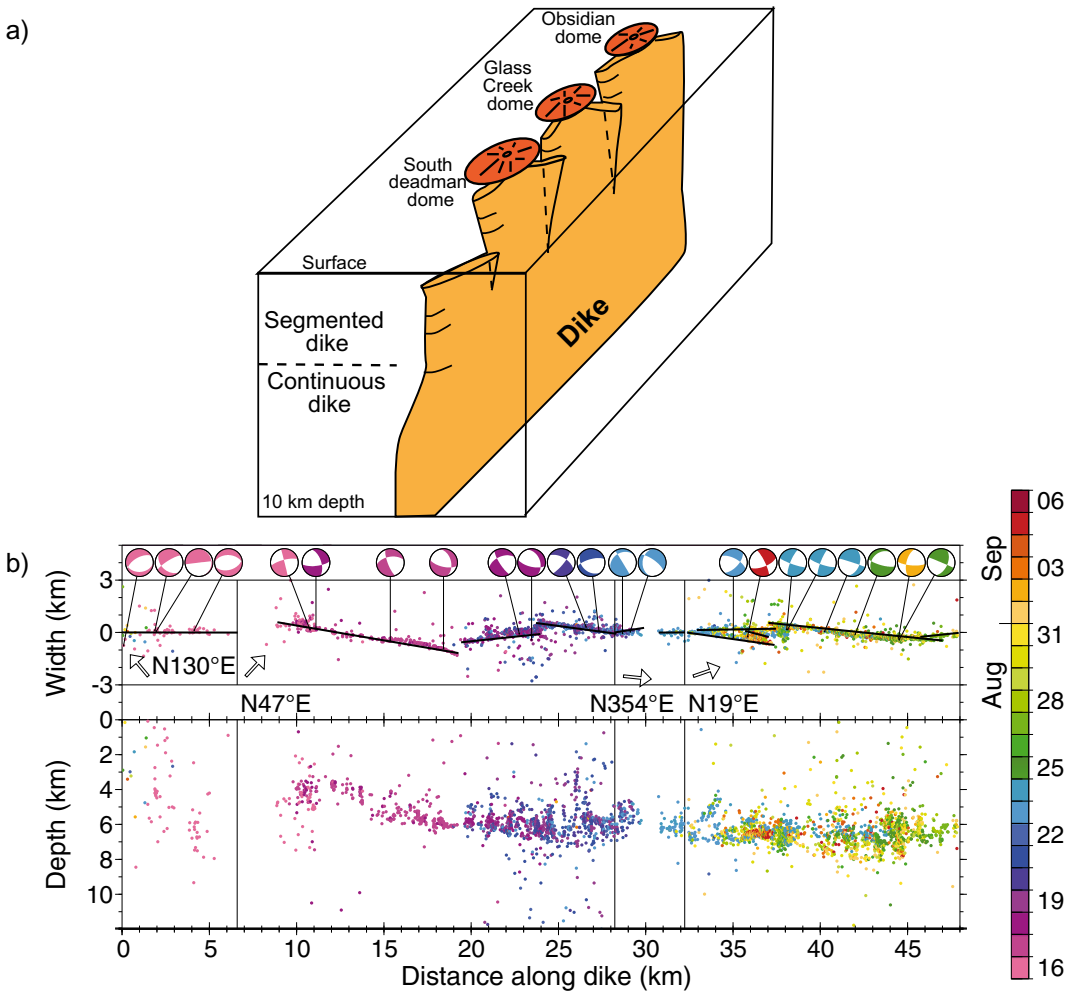 a)
Obsidian
dome
Glass
Creek
dome
South
deadman
dome
Surface
Segmented
dike
Continuous
dike
Dike
10 km depth
b)
Width (km)
3
0
-3
N130°E
N47°E
N354°E
N19°E
Depth (km)
0
2
4
6
8
10
0 5 10 15 20 25 30 35 40 45
Distance along dike (km)
Sep
Aug
06
03
31
28
25
22
19
16